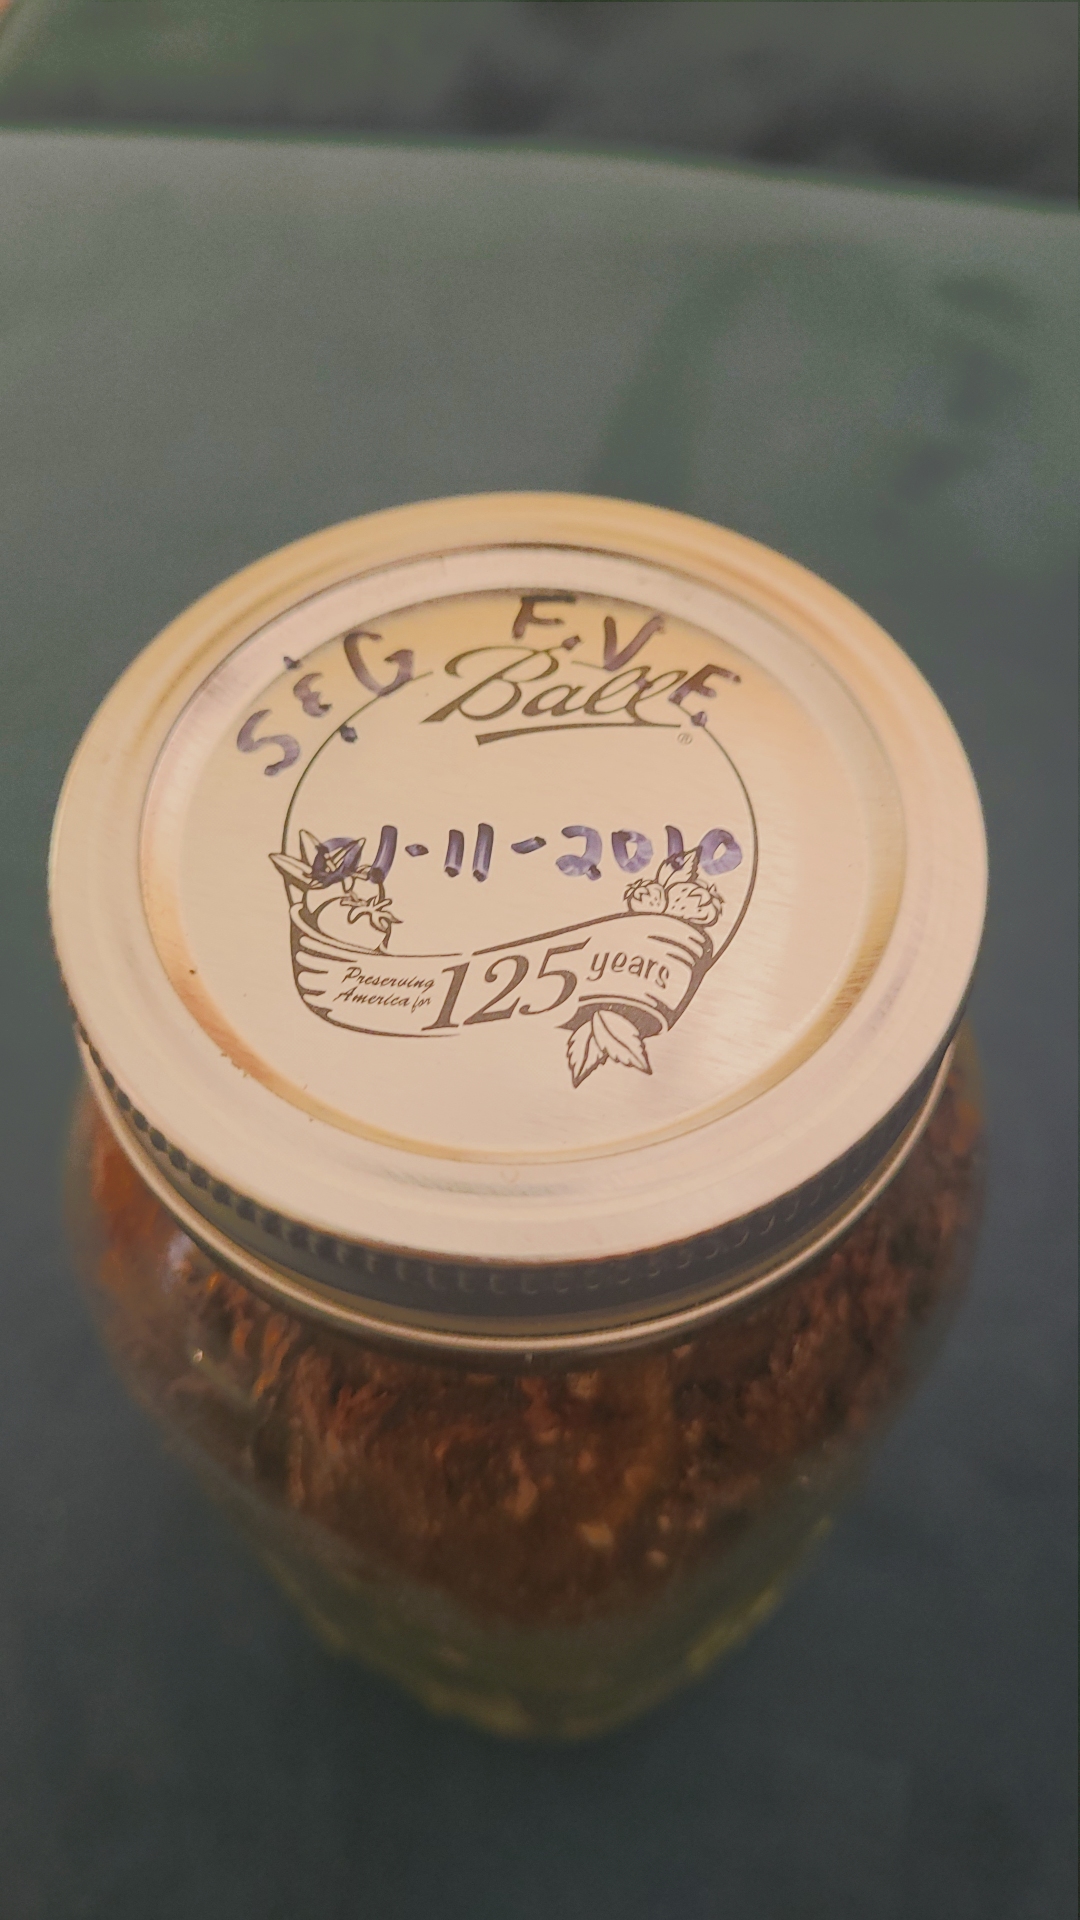 S&G F.V.F.
Ball®
01-11-2010
Preserving
America for
125 years